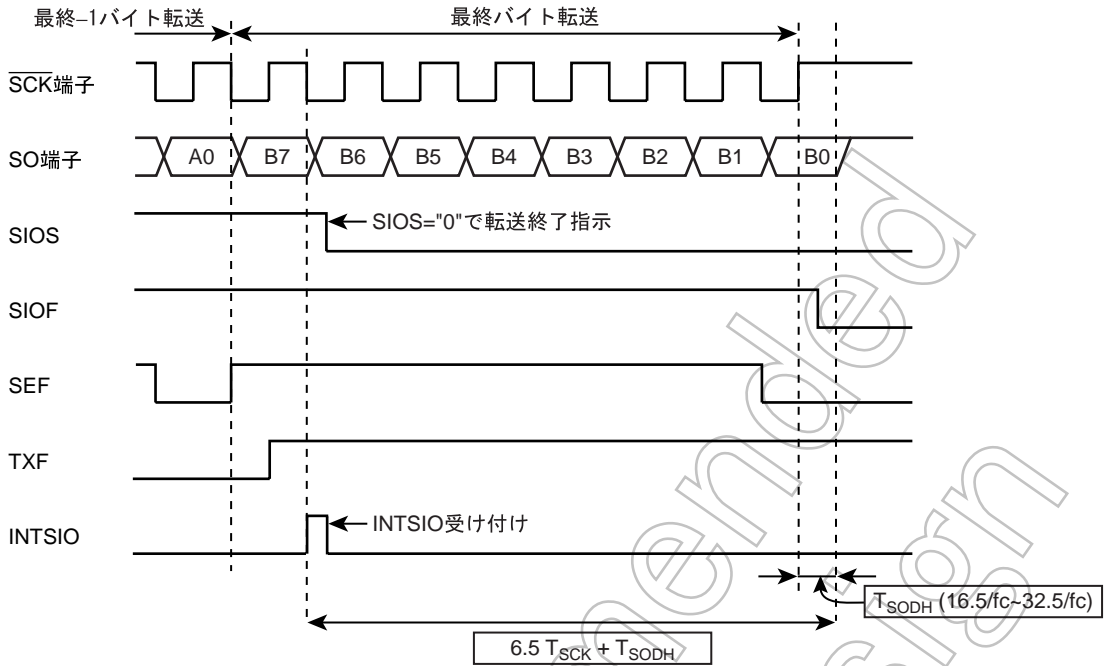 最終–1バイト転送
最終バイト転送
SCK端子
SO端子
A0 B7 B6 B5 B4 B3 B2 B1 B0
SIOS
SIOS="0"で転送終了指示
SIOF
SEF
TXF
INTSIO
INTSIO受け付け
TSODH (16.5/fc~32.5/fc)
6.5 TSCK + TSODH
mended
sign